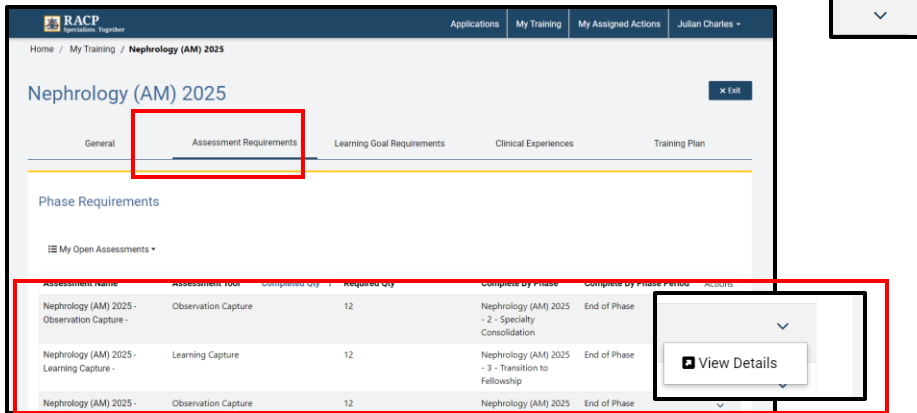 RACP
Specialists. Together
Applications My Training My Assigned Actions Julian Charles
Home / My Training / Nephrology (AM) 2025
Nephrology (AM) 2025
× Exit
General Assessment Requirements Learning Goal Requirements Clinical Experiences Training Plan
Phase Requirements
My Open Assessments
Assessment Name Assessment Tool Completed Qty Required Qty Complete By Phase Complete By Phase Period Actions
Nephrology (AM) 2025 - Observation Capture 12 Nephrology (AM) 2025 End of Phase
Observation Capture - - 2 - Specialty
Consolidation
View Details
Nephrology (AM) 2025 - Learning Capture 12 Nephrology (AM) 2025 End of Phase
Learning Capture - - 3 - Transition to
Fellowship
Nephrology (AM) 2025 - Observation Capture 12 Nephrology (AM) 2025 End of Phase